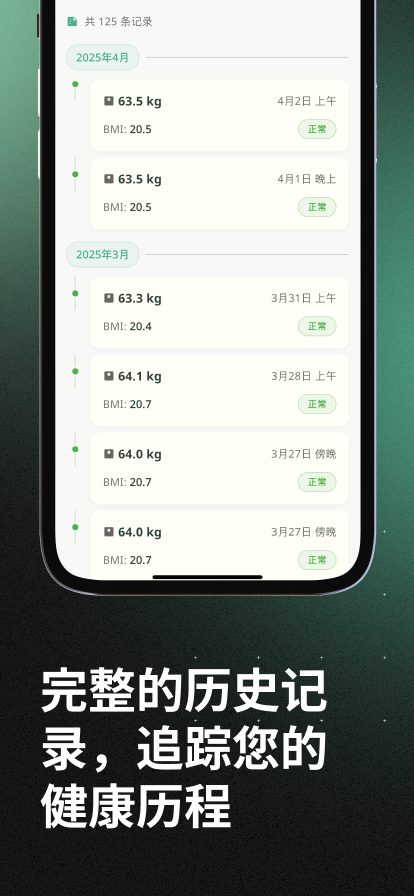 共 125 条记录
2025年4月
63.5 kg 4月2日 上午
BMI: 20.5 正常
63.5 kg 4月1日 晚上
BMI: 20.5 正常
2025年3月
63.3 kg 3月31日 上午
BMI: 20.4 正常
64.1 kg 3月28日 上午
BMI: 20.7 正常
64.0 kg 3月27日 傍晚
BMI: 20.7 正常
64.0 kg 3月27日 傍晚
BMI: 20.7 正常
完整的历史记
录，追踪您的
健康历程